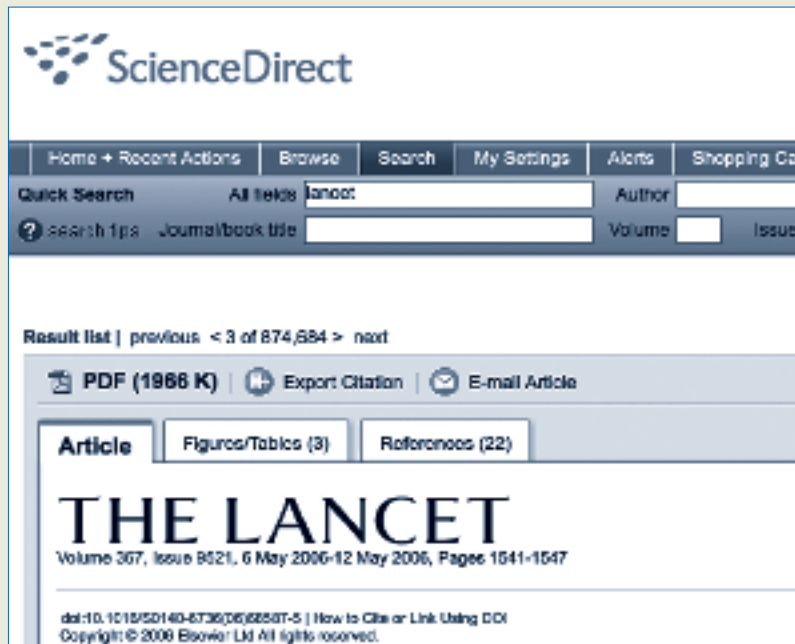 ScienceDirect
Home + Recent Actions Browse Search My Settings Alerts Shopping Ca
Quick Search All fields lancet Author
? search tips Journal/book title Volume Issue
Result list | previous < 3 of 874,684 > next
PDF (1966 K) | Export Citation | E-mail Article
Article Figures/Tables (3) References (22)
THE LANCET
Volume 367, Issue 9521, 6 May 2006-12 May 2006, Pages 1541-1547
| How to Cite or Link Using DOI
Copyright © 2006 Elsevier Ltd All rights reserved.